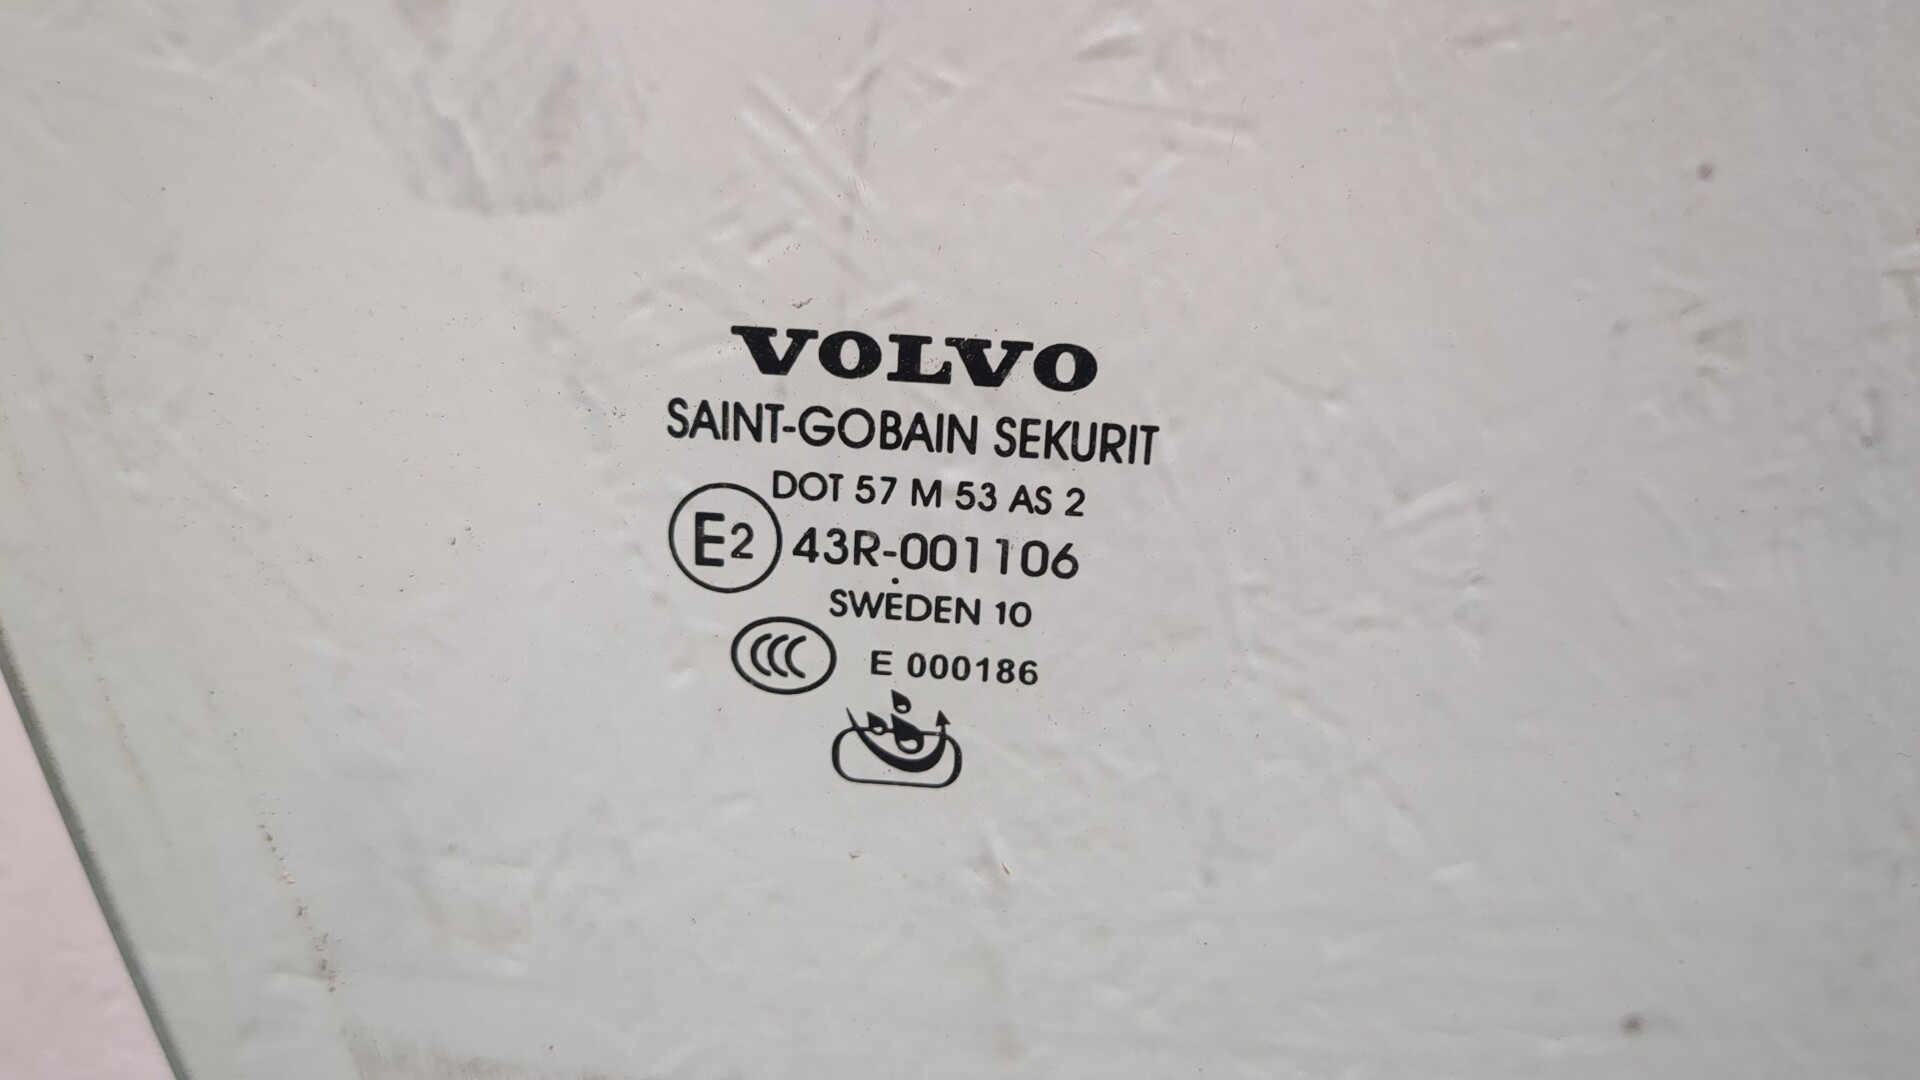 VOLVO
SAINT-GOBAIN SEKURIT
DOT 57 M 53 AS 2
E2 43R-001106
SWEDEN 10
CCC E 000186